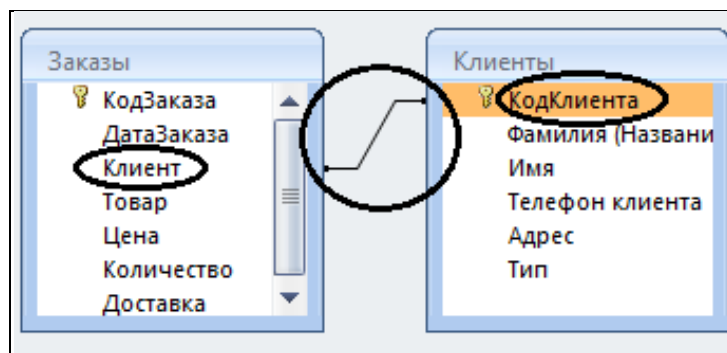 Заказы
КодЗаказа
ДатаЗаказа
Клиент
Товар
Цена
Количество
Доставка
Клиенты
КодКлиента
Фамилия (Названи
Имя
Телефон клиента
Адрес
Тип